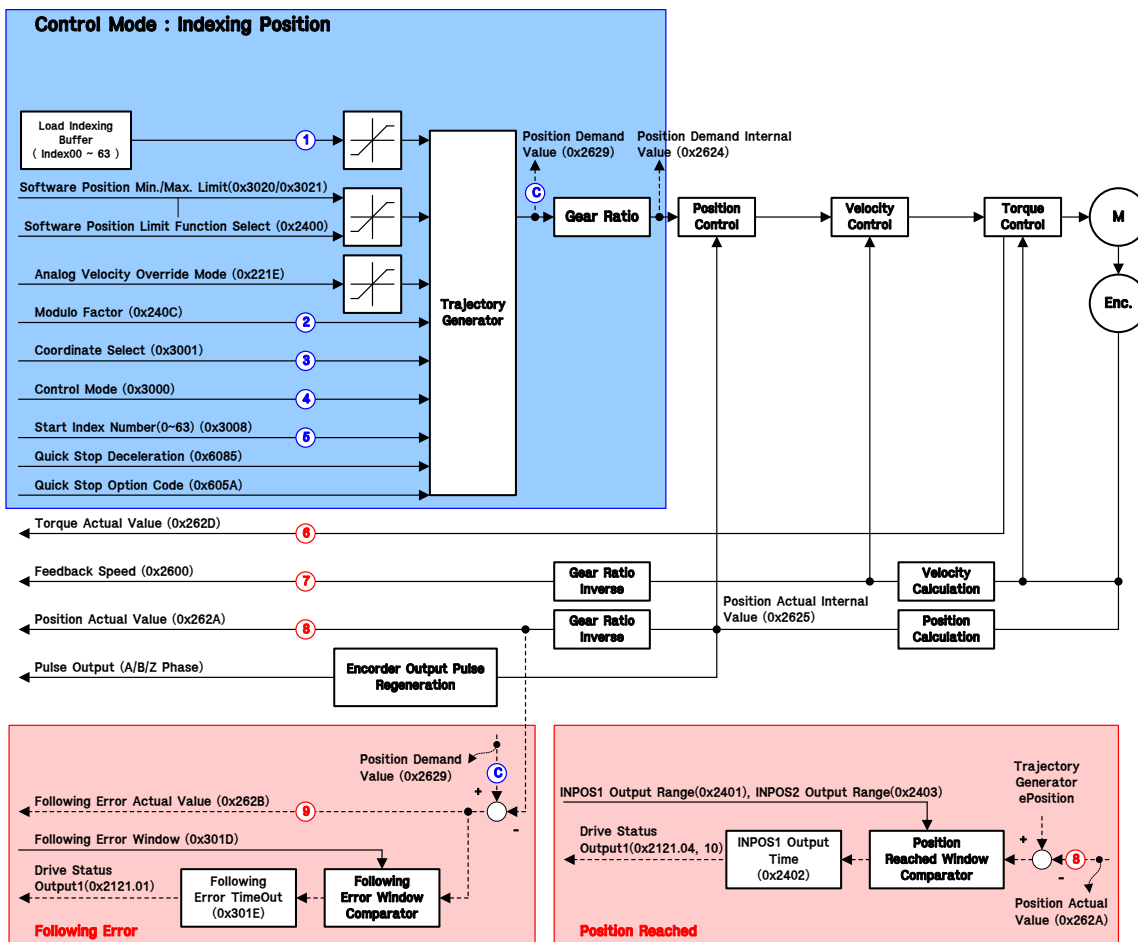 Control Mode : Indexing Position
Load Indexing
Buffer
( Index00 ~ 63 )
1
Position Demand
Value (0x2629)
Position Demand Internal
Value (0x2624)
Software Position Min./Max. Limit(0x3020/0x3021)
C
Gear Ratio
Position
Control
Velocity
Control
Torque
Control
M
Software Position Limit Function Select (0x2400)
Analog Velocity Override Mode (0x221E)
Enc.
Trajectory
Generator
Modulo Factor (0x240C)
2
Coordinate Select (0x3001)
3
Control Mode (0x3000)
4
Start Index Number(0~63) (0x3008)
5
Quick Stop Deceleration (0x6085)
Quick Stop Option Code (0x605A)
Torque Actual Value (0x262D)
6
Feedback Speed (0x2600)
7
Gear Ratio
Inverse
Velocity
Calculation
Position Actual Value (0x262A)
8
Gear Ratio
Inverse
Position Actual Internal
Value (0x2625)
Position
Calculation
Pulse Output (A/B/Z Phase)
Encorder Output Pulse
Regeneration
Position Demand
Value (0x2629)
C
+
-
Following Error Actual Value (0x262B)
9
Following Error Window (0x301D)
Drive Status
Output1(0x2121.01)
Following
Error TimeOut
(0x301E)
Following
Error Window
Comparator
Following Error
Trajectory
Generator
ePosition
INPOS1 Output Range(0x2401), INPOS2 Output Range(0x2403)
Drive Status
Output1(0x2121.04, 10)
INPOS1 Output
Time
(0x2402)
Position
Reached Window
Comparator
+
-
8
Position Actual
Value (0x262A)
Position Reached